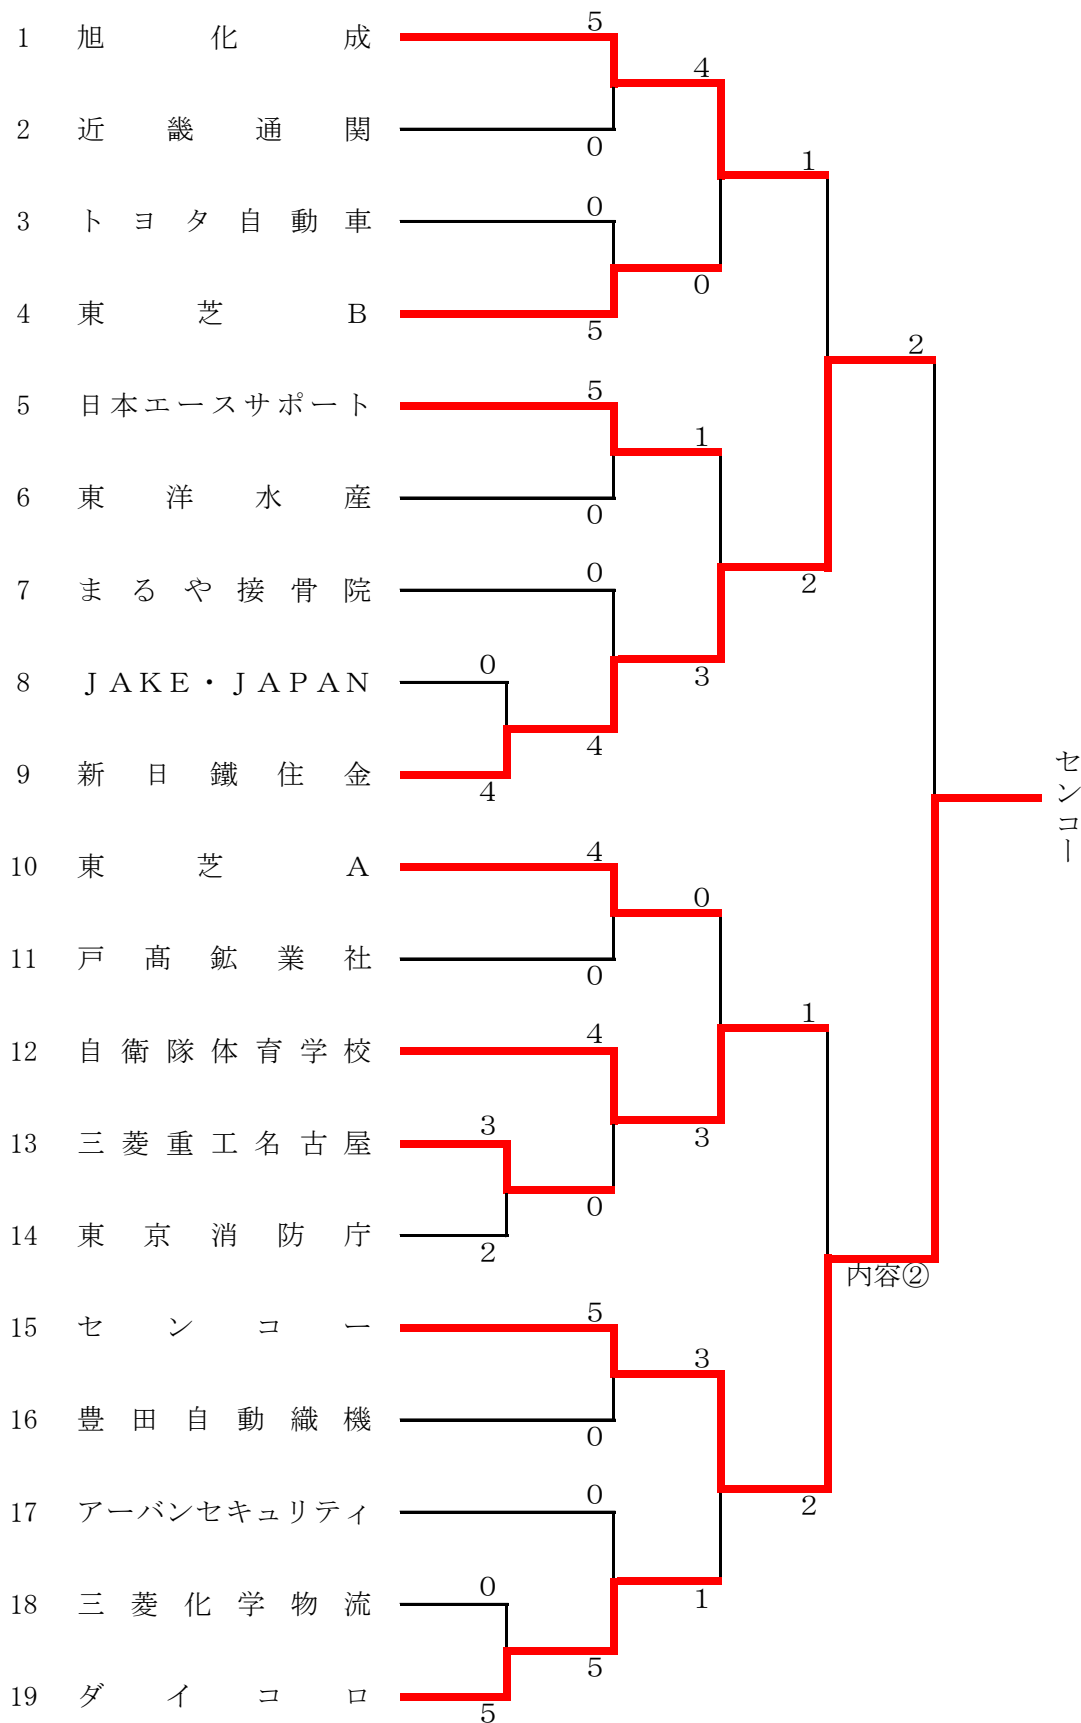 1 旭化成
2 近畿通関
3 トヨタ自動車
4 東芝B
5 日本エースサポート
6 東洋水産
7 まるや接骨院
8 JAKE・JAPAN
9 新日鐵住金
10 東芝A
11 戸髙鉱業社
12 自衛隊体育学校
13 三菱重工名古屋
14 東京消防庁
15 センコー
16 豊田自動織機
17 アーバンセキュリティ
18 三菱化学物流
19 ダイコロ
0
4
3
2
0
5
5
0
0
5
5
0
0
4
4
0
4
0
5
0
0
5
4
0
1
3
0
3
3
1
1
2
1
2
2
内容②
センコー